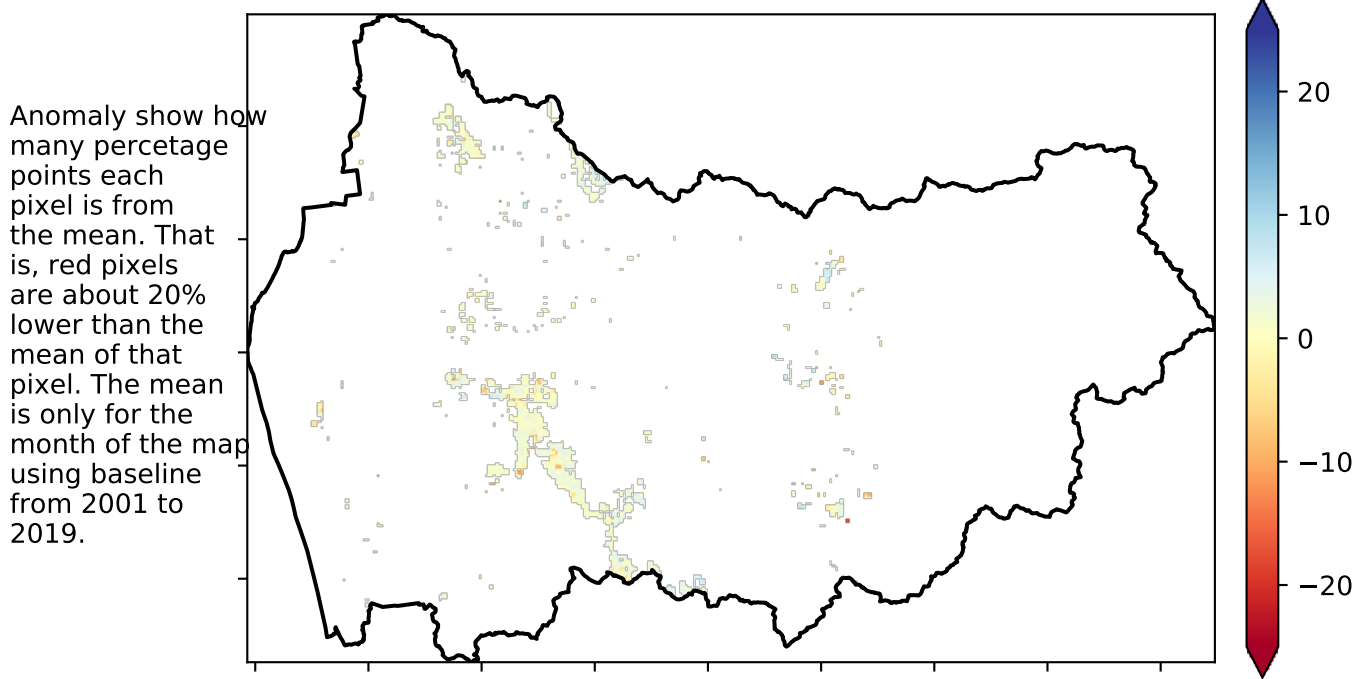 Anomaly show how
many percetage
points each
pixel is from
the mean. That
is, red pixels
are about 20%
lower than the
mean of that
pixel. The mean
is only for the
month of the map
using baseline
from 2001 to
2019.
20
10
0
−10
−20